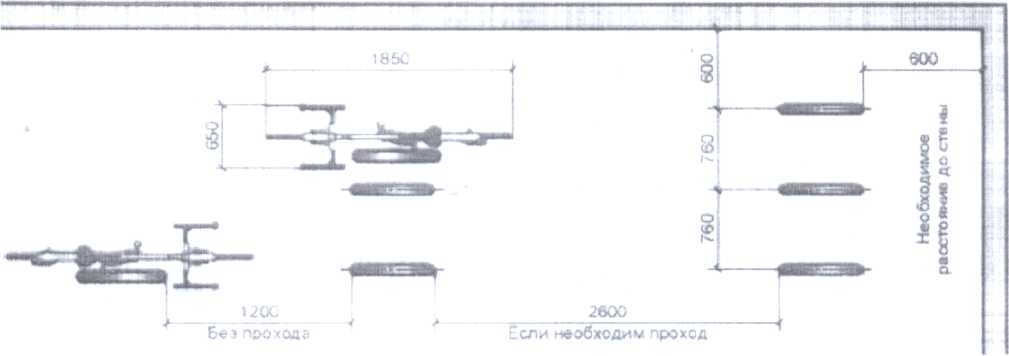 1850
600
600
650
760
760
Необходимое
расстояние до стены
1200
Без прохода
2600
Если необходим проход